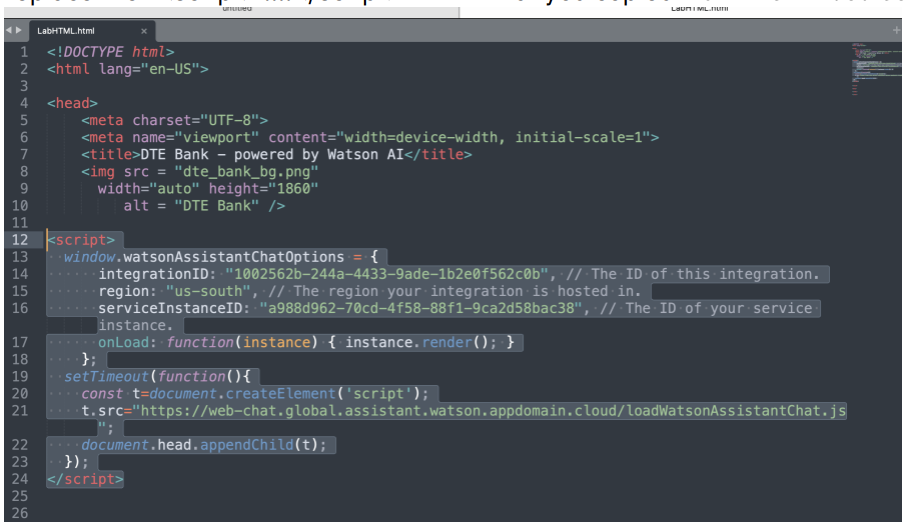 untitled
LabHTML.html
LabHTML.html ×
1 <!DOCTYPE html>
2 <html lang="en-US">
3
4 <head>
5 <meta charset="UTF-8">
6 <meta name="viewport" content="width=device-width, initial-scale=1">
7 <title>DTE Bank – powered by Watson AI</title>
8 <img src = "dte_bank_bg.png"
9 width="auto" height="1860"
10 alt = "DTE Bank" />
11
12 <script>
13 window.watsonAssistantChatOptions = {
14 integrationID: "1002562b-244a-4433-9ade-1b2e0f562c0b", // The ID of this integration.
15 region: "us-south", // The region your integration is hosted in.
16 serviceInstanceID: "a988d962-70cd-4f58-88f1-9ca2d58bac38", // The ID of your service
instance.
17 onLoad: function(instance) { instance.render(); }
18 };
19 setTimeout(function(){
20 const t=document.createElement('script');
21 t.src="https://web-chat.global.assistant.watson.appdomain.cloud/loadWatsonAssistantChat.js
";
22 document.head.appendChild(t);
23 });
24 </script>
25
26